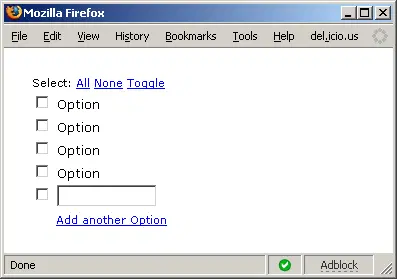 Mozilla Firefox
File Edit View History Bookmarks Tools Help del.icio.us
Select: All None Toggle
Option
Option
Option
Option
Add another Option
Done Adblock